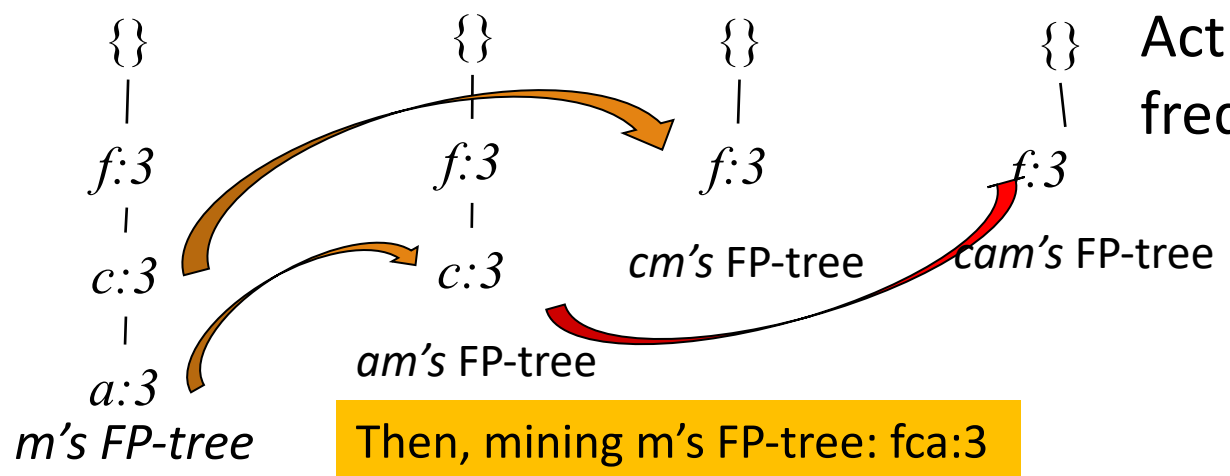 {} {} {} {} Act
f:3 f:3 f:3 f:3
c:3 c:3 cm's FP-tree cam's FP-tree
am's FP-tree
a:3
m's FP-tree Then, mining m's FP-tree: fca:3